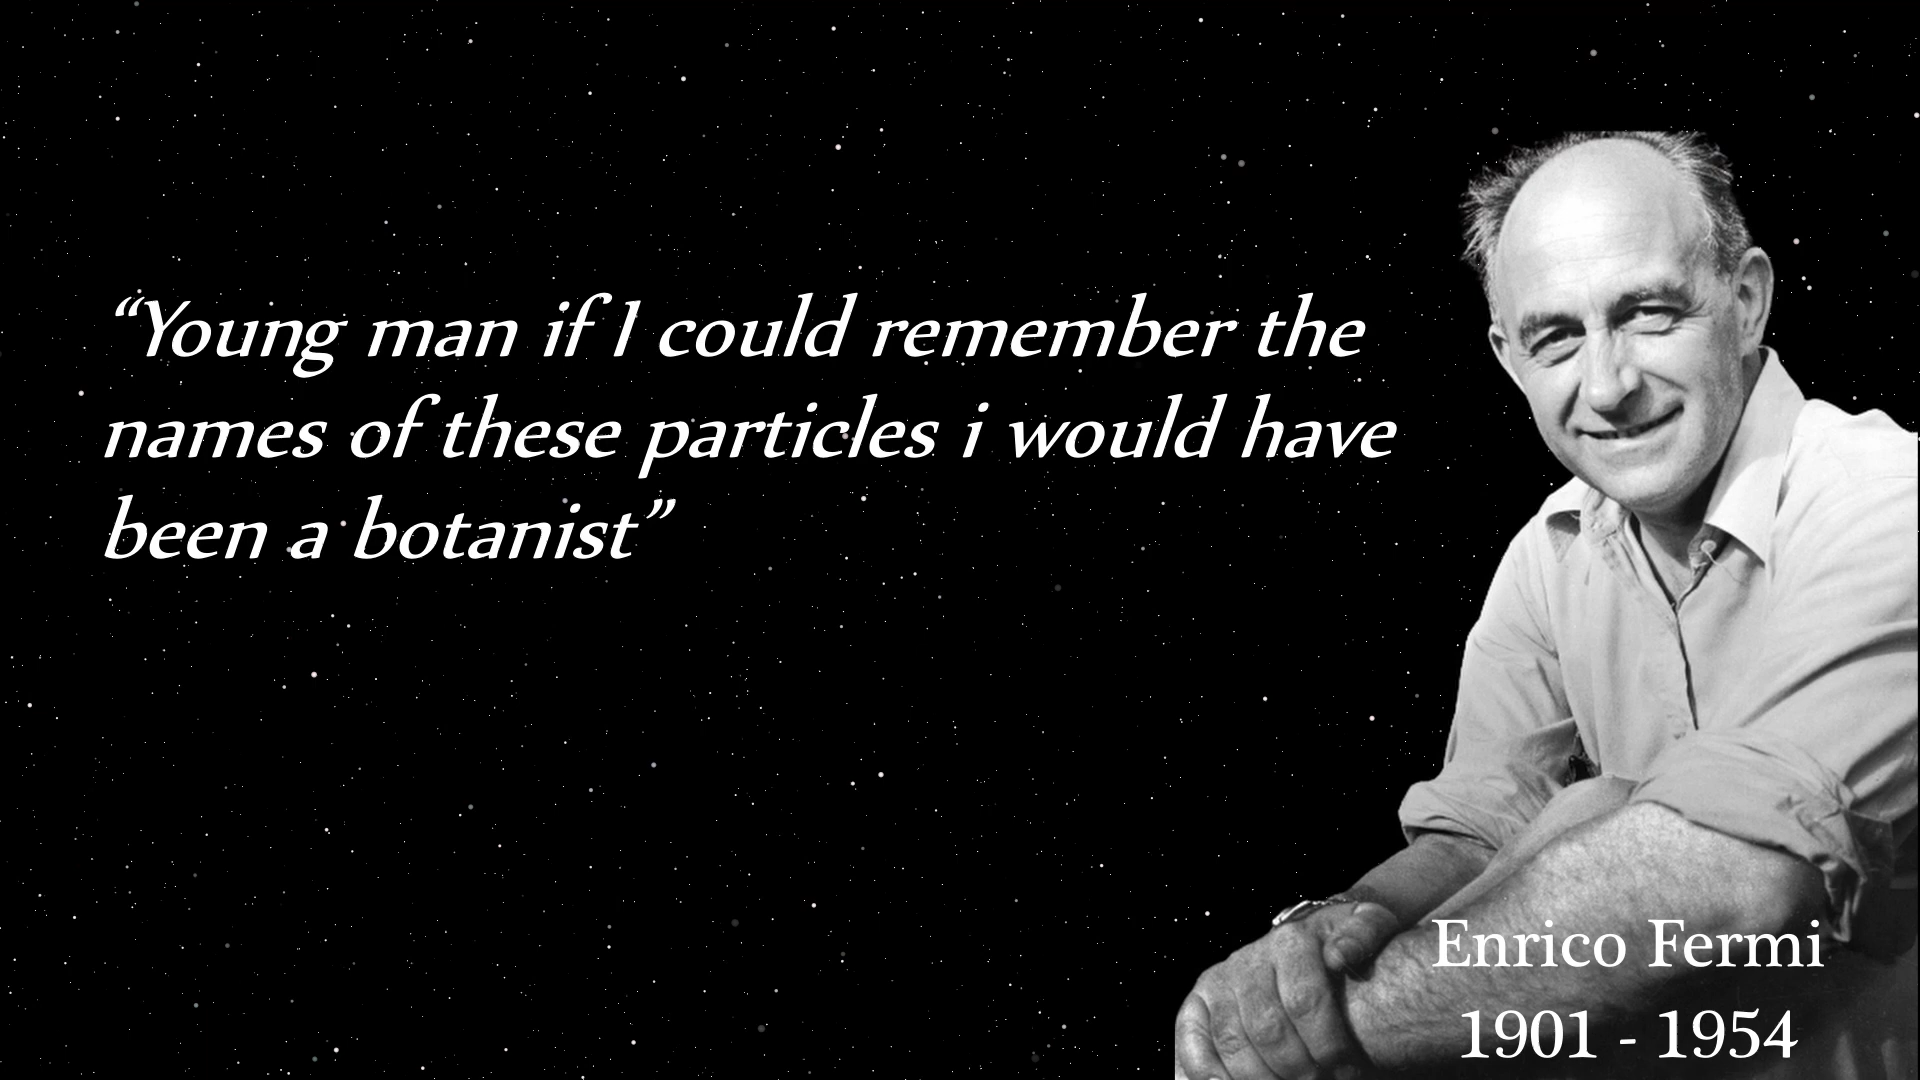 “Young man if I could remember the
names of these particles i would have
been a botanist”
Enrico Fermi
1901 - 1954